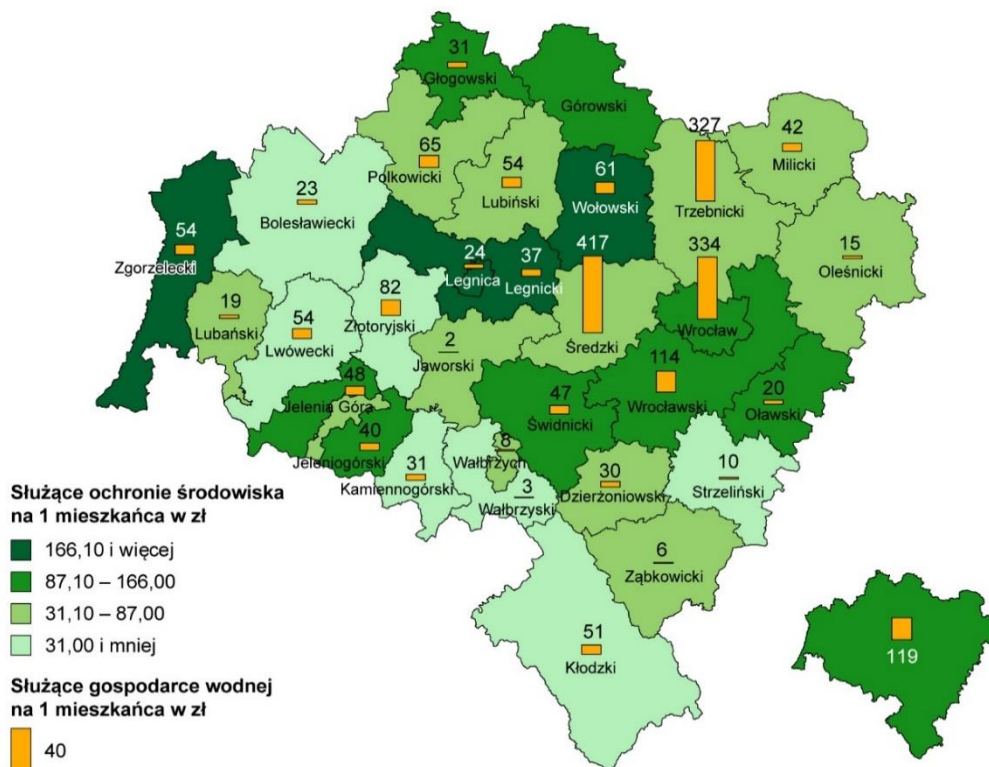 31
Głogowski
Górowski
327
42
Milicki
65
Polkowicki
54
Lubiński
61
Wołowski
Trzebnicki
23
Bolesławiecki
54
Zgorzelecki
24
Legnica
37
Legnicki
417
334
15
Oleśnicki
19
Lubański
54
Lwówecki
82
Złotoryjski
2
Jaworski
Średzki
Wrocław
48
Jelenia Góra
47
Świdnicki
114
Wrocławski
20
Oławski
40
Jeleniogórski
31
Kamiennogórski
8
Wałbrzych
3
Wałbrzyski
30
Dzierżoniowski
10
Strzeliński
6
Ząbkowicki
51
Kłodzki
119
Służące ochronie środowiska
na 1 mieszkańca w zł
166,10 i więcej
87,10 – 166,00
31,10 – 87,00
31,00 i mniej
Służące gospodarce wodnej
na 1 mieszkańca w zł
40